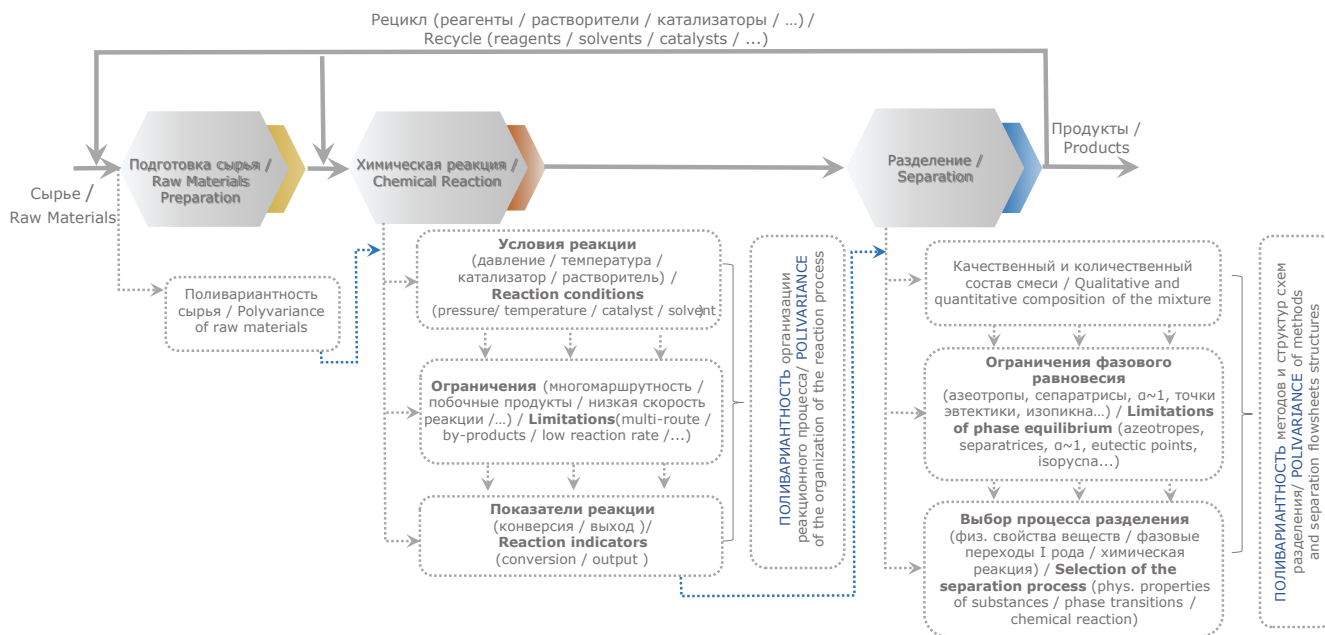 Рецикл (реагенты / растворители / катализаторы / ...) /
Recycle (reagents / solvents / catalysts / ...)
Подготовка сырья /
Raw Materials
Preparation
Химическая реакция /
Chemical Reaction
Разделение /
Separation
Продукты /
Products
Сырье /
Raw Materials
Поливариантность
сырья / Polyvariance
of raw materials
Условия реакции
(давление / температура /
катализатор / растворитель) /
Reaction conditions
(pressure/ temperature / catalyst / solvent)
Ограничения (многомаршрутность /
побочные продукты / низкая скорость
реакции /...) / Limitations(multi-route /
by-products / low reaction rate /...)
Показатели реакции
(конверсия / выход )/
Reaction indicators
(conversion / output )
ПОЛИВАРИАНТНОСТЬ организации
реакционного процесса/ POLIVARIANCE
of the organization of the reaction process
Качественный и количественный
состав смеси / Qualitative and
quantitative composition of the mixture
Ограничения фазового
равновесия
(азеотропы, сепаратрисы, α~1, точки
эвтектики, изопикна...) / Limitations
of phase equilibrium (azeotropes,
separatrices, α~1, eutectic points,
isopycna...)
Выбор процесса разделения
(физ. свойства веществ / фазовые
переходы I рода / химическая
реакция) / Selection of the
separation process (phys. properties
of substances / phase transitions /
chemical reaction)
ПОЛИВАРИАНТНОСТЬ методов и структур схем
разделения/ POLIVARIANCE of methods
and separation flowsheets structures